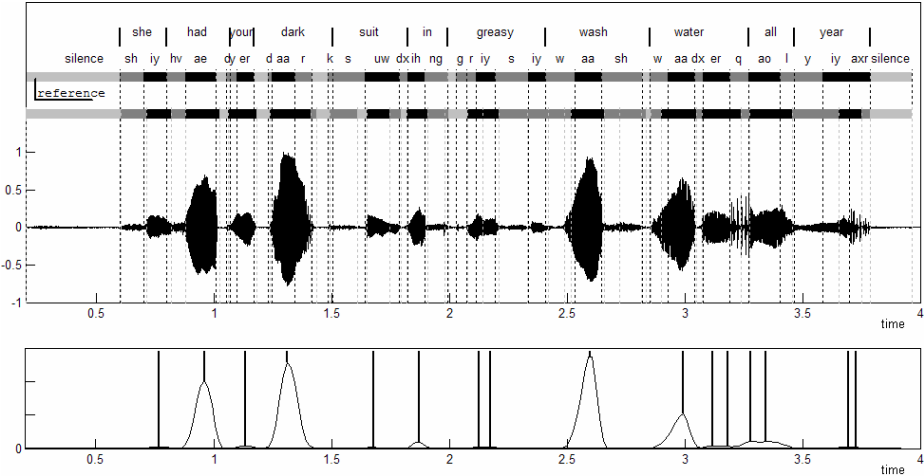 she had your dark suit in greasy wash water all year
silence sh iy hv ae dy er d aa r k s uw dx ih ng g r iy s iy w aa sh w aa dx er q ao l y iy axr silence
reference
1
0.5
0
-0.5
-1
0.5 1 1.5 2 2.5 3 3.5 4
time
0
0.5 1 1.5 2 2.5 3 3.5 4
time